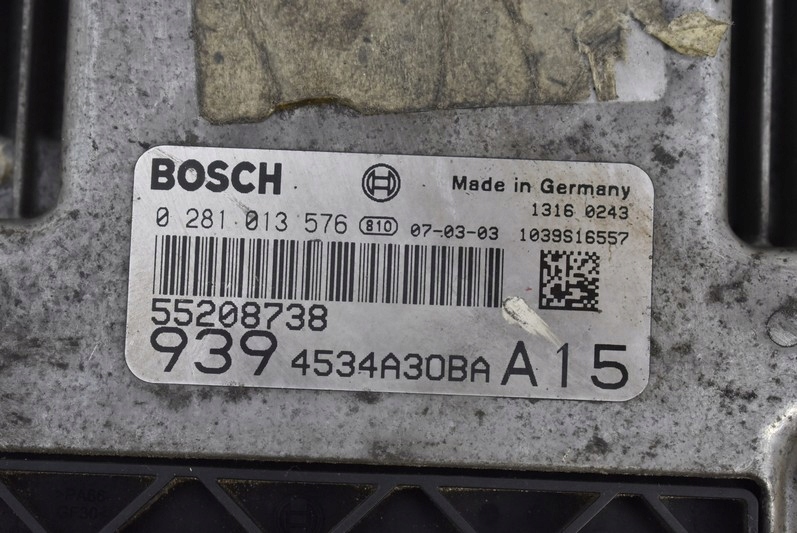 BOSCH Made in Germany
1316 0243
0 281 013 576 810 07-03-03 1039S16557
55208738
939 4534A30BA A15